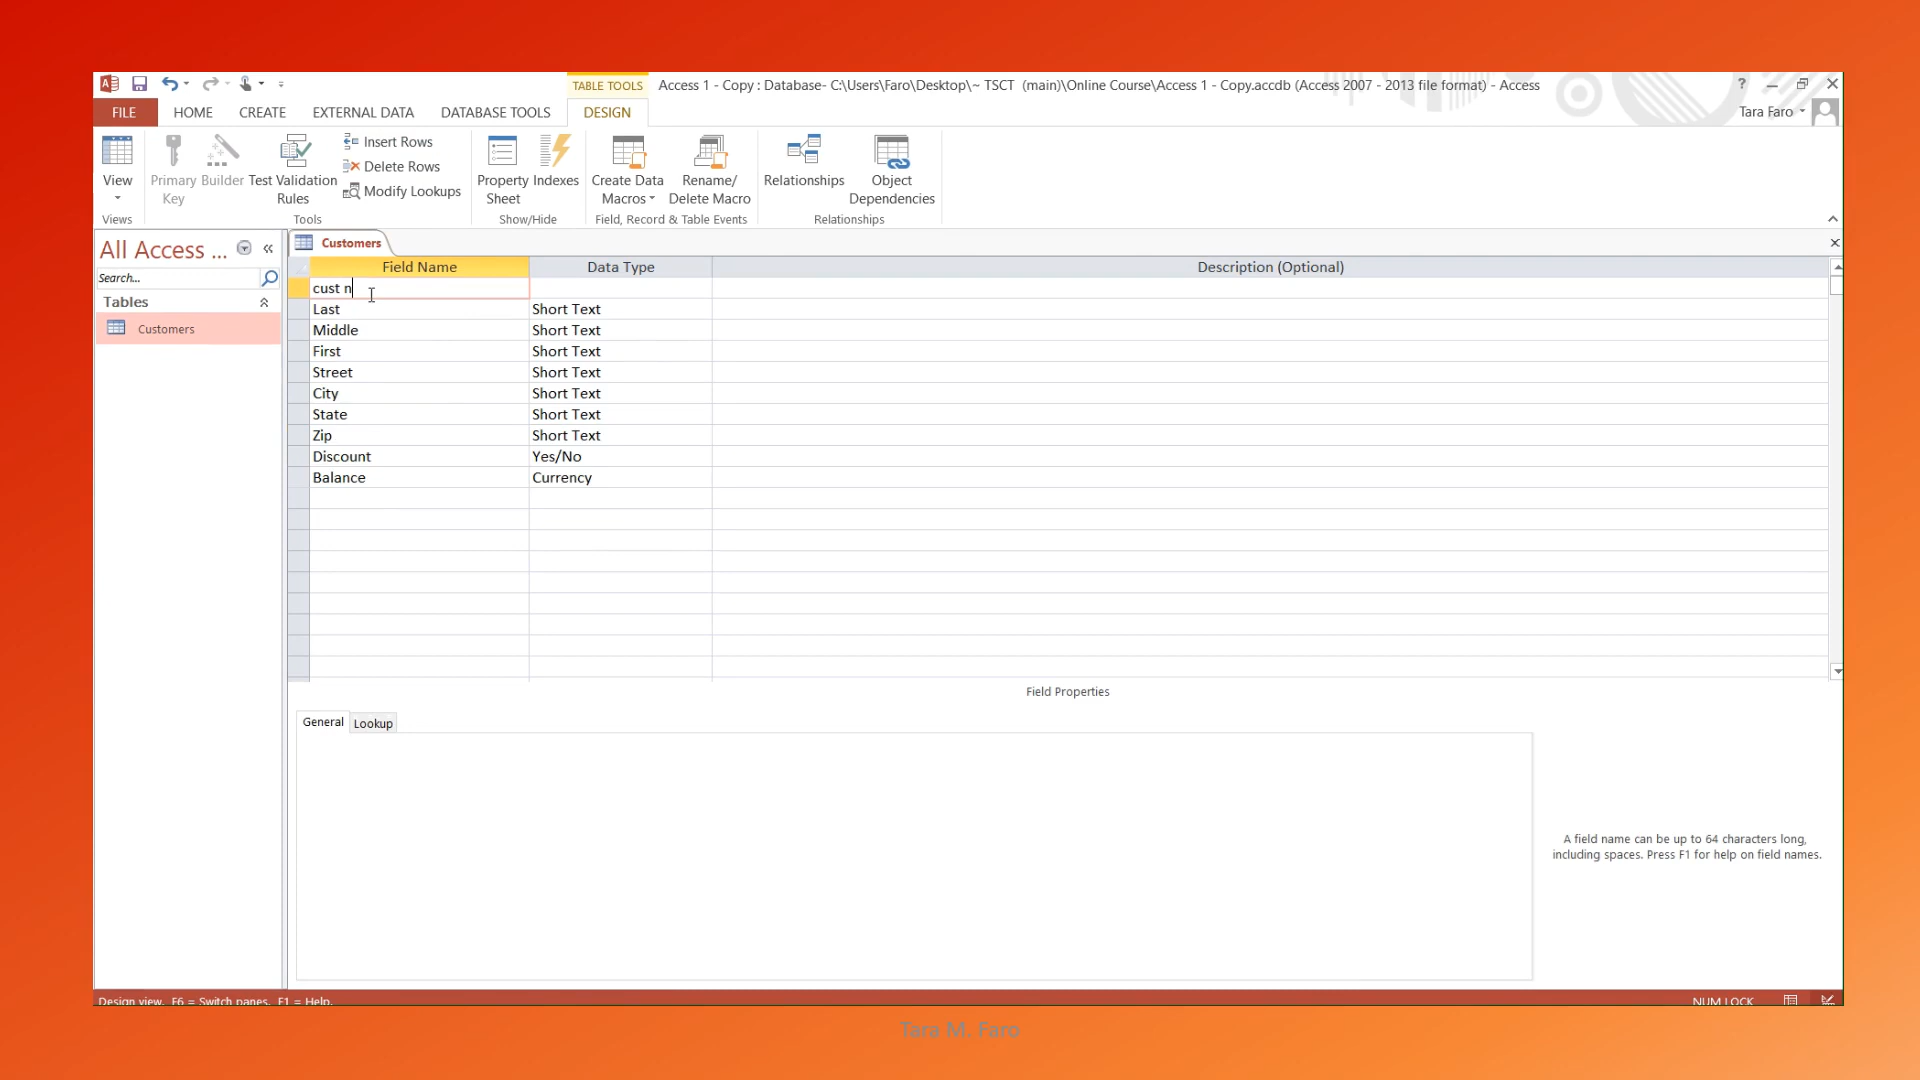 TABLE TOOLS
Access 1 - Copy : Database- C:\Users\Faro\Desktop\~ TSCT (main)\Online Course\Access 1 - Copy.accdb (Access 2007 - 2013 file format) - Access
?
FILE
HOME
CREATE
EXTERNAL DATA
DATABASE TOOLS
DESIGN
Tara Faro
View
Primary Key
Builder
Test Validation Rules
Insert Rows
Delete Rows
Modify Lookups
Property Sheet
Indexes
Create Data Macros
Rename/ Delete Macro
Relationships
Object Dependencies
Views
Tools
Show/Hide
Field, Record & Table Events
Relationships
All Access ...
Search...
Tables
Customers
Customers
Field Name Data Type Description (Optional)
cust n
Last Short Text
Middle Short Text
First Short Text
Street Short Text
City Short Text
State Short Text
Zip Short Text
Discount Yes/No
Balance Currency
Field Properties
General
Lookup
A field name can be up to 64 characters long,
including spaces. Press F1 for help on field names.
Design view. F6 = Switch panes. F1 = Help.
NUM LOCK
Tara M. Faro